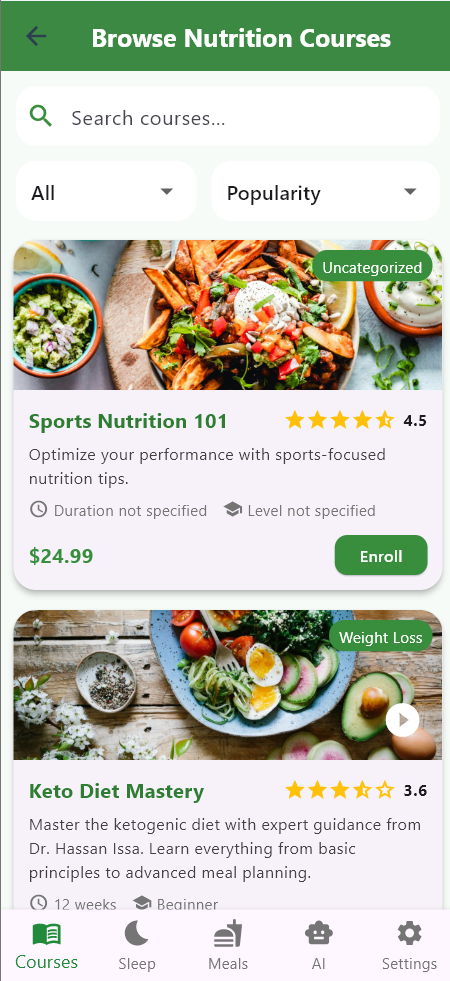 Browse Nutrition Courses
Search courses...
All
Popularity
Uncategorized
Sports Nutrition 101
4.5
Optimize your performance with sports-focused
nutrition tips.
Duration not specified
Level not specified
$24.99
Enroll
Weight Loss
Keto Diet Mastery
3.6
Master the ketogenic diet with expert guidance from
Dr. Hassan Issa. Learn everything from basic
principles to advanced meal planning.
12 weeks
Beginner
Courses
Sleep
Meals
AI
Settings